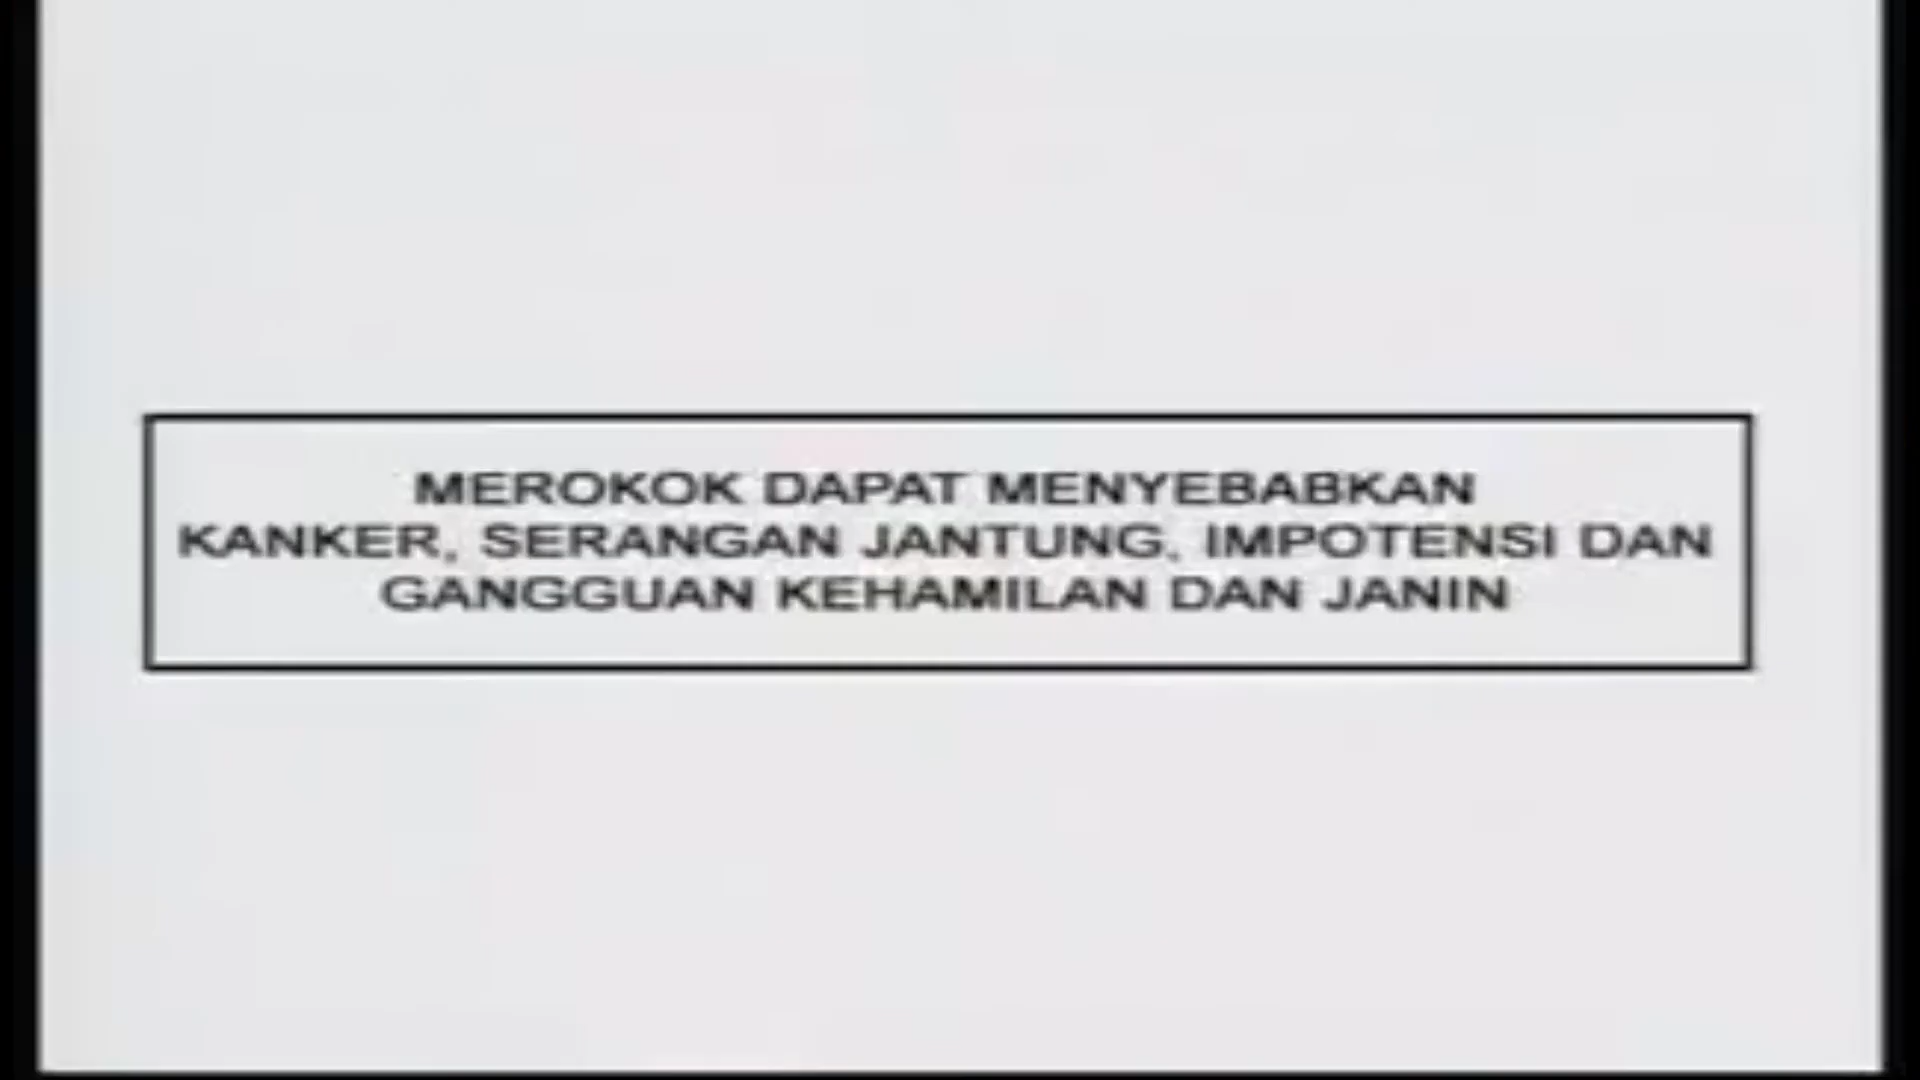 MEROKOK DAPAT MENYEBABKAN
KANKER, SERANGAN JANTUNG, IMPOTENSI DAN
GANGGUAN KEHAMILAN DAN JANIN